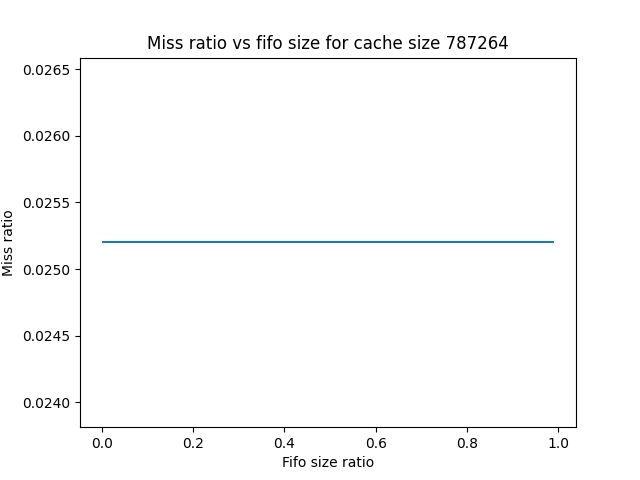 Miss ratio vs fifo size for cache size 787264
0.0265
0.0260
0.0255
0.0250
0.0245
0.0240
Miss ratio
0.0 0.2 0.4 0.6 0.8 1.0
Fifo size ratio